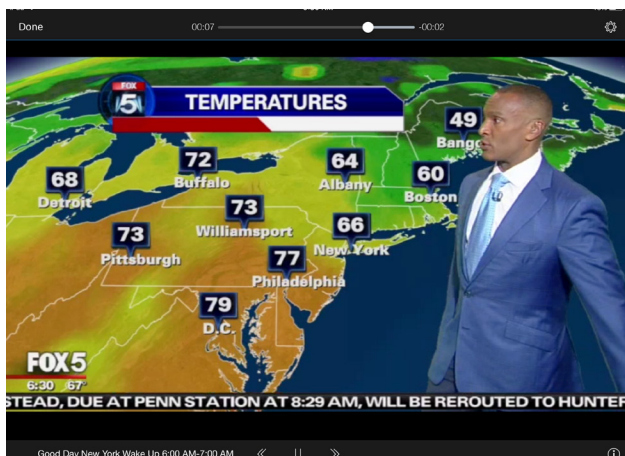 Done
00:07
-00:02
FOX
5
TEMPERATURES
49
72
64
68
60
Buffalo
Albany
Boston
Detroit
73
Williamsport
66
73
New York
Pittsburgh
77
Philadelphia
79
D.C.
FOX5
6:30 67°
STEAD, DUE AT PENN STATION AT 8:29 AM, WILL BE REROUTED TO HUNTER
Good Day New York Wake Up 6:00 AM-7:00 AM